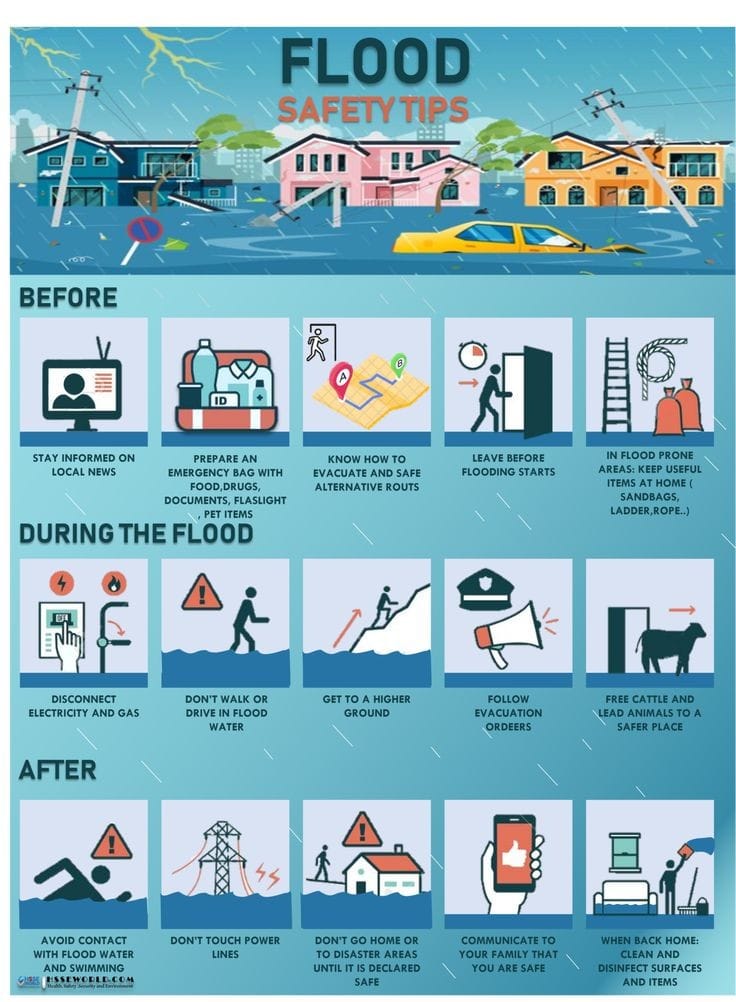 FLOOD
SAFETY TIPS
BEFORE
A
B
ID
STAY INFORMED ON
LOCAL NEWS
PREPARE AN
EMERGENCY BAG WITH
FOOD,DRUGS,
DOCUMENTS, FLASLIGHT
, PET ITEMS
KNOW HOW TO
EVACUATE AND SAFE
ALTERNATIVE ROUTS
LEAVE BEFORE
FLOODING STARTS
IN FLOOD PRONE
AREAS: KEEP USEFUL
ITEMS AT HOME (
SANDBAGS,
LADDER,ROPE..)
DURING THE FLOOD
OFF
DISCONNECT
ELECTRICITY AND GAS
DON'T WALK OR
DRIVE IN FLOOD
WATER
GET TO A HIGHER
GROUND
FOLLOW
EVACUATION
ORDEERS
FREE CATTLE AND
LEAD ANIMALS TO A
SAFER PLACE
AFTER
AVOID CONTACT
WITH FLOOD WATER
AND SWIMMING
DON'T TOUCH POWER
LINES
DON'T GO HOME OR
TO DISASTER AREAS
UNTIL IT IS DECLARED
SAFE
COMMUNICATE TO
YOUR FAMILY THAT
YOU ARE SAFE
WHEN BACK HOME:
CLEAN AND
DISINFECT SURFACES
AND ITEMS
HSSE
WORLD
HSSEWORLD.COM
Health, Safety, Security and Environment